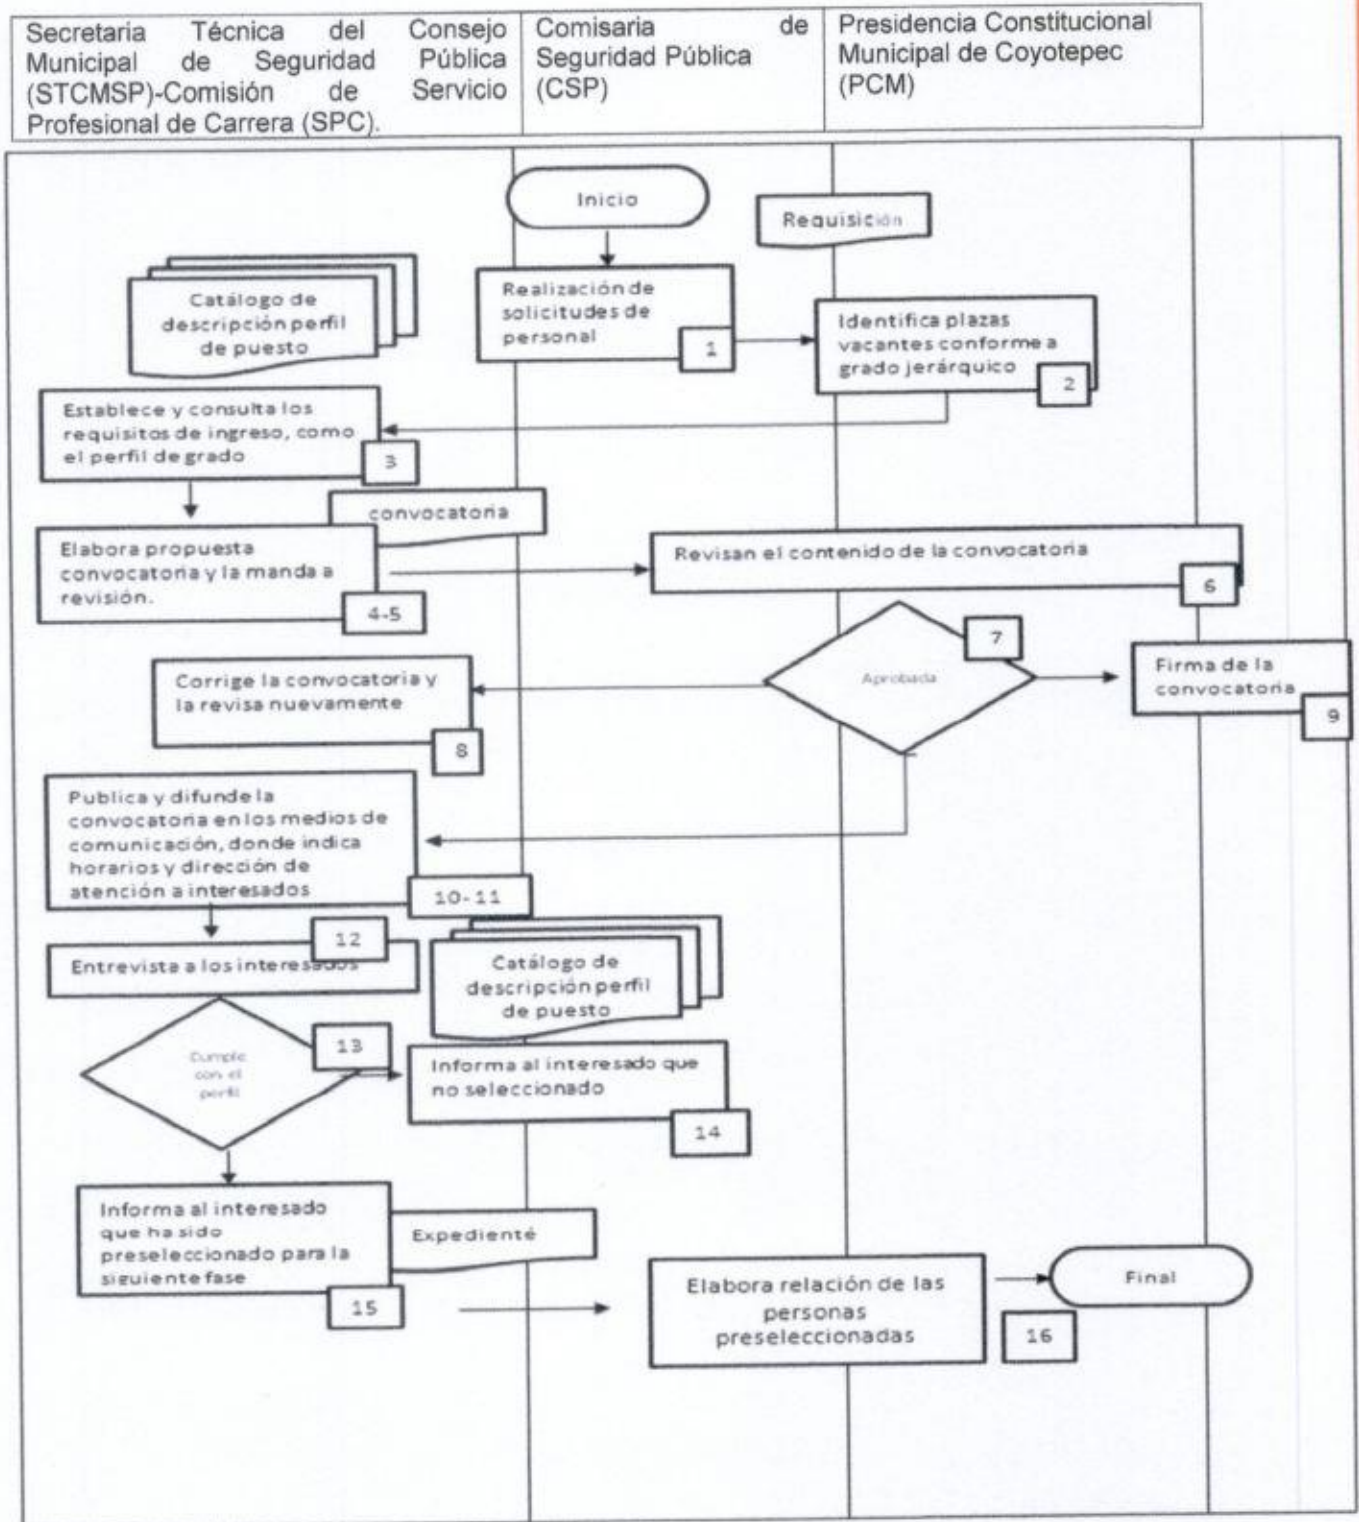 Secretaria Técnica del Consejo
Municipal de Seguridad Pública
(STCMSP)-Comisión de Servicio
Profesional de Carrera (SPC).
Comisaria de
Seguridad Pública
(CSP)
Presidencia Constitucional
Municipal de Coyotepec
(PCM)
Inicio
Requisición
Catálogo de
descripción perfil
de puesto
Realización de
solicitudes de
personal
1
Identifica plazas
vacantes conforme a
grado jerárquico
2
Establece y consulta los
requisitos de ingreso, como
el perfil de grado
3
convocatoria
Elabora propuesta
convocatoria y la manda a
revisión.
4-5
Revisan el contenido de la convocatoria
6
7
Aprobada
Firma de la
convocatoria
9
Corrige la convocatoria y
la revisa nuevamente
8
Publica y difunde la
convocatoria en los medios de
comunicación, donde indica
horarios y dirección de
atención a interesados
10-11
12
Entrevista a los interesados
Catálogo de
descripción perfil
de puesto
13
Cumple
con el
perfil
Informa al interesado que
no seleccionado
14
Informa al interesado
que ha sido
preseleccionado para la
siguiente fase
15
Expedienté
Elabora relación de las
personas
preseleccionadas
16
Final